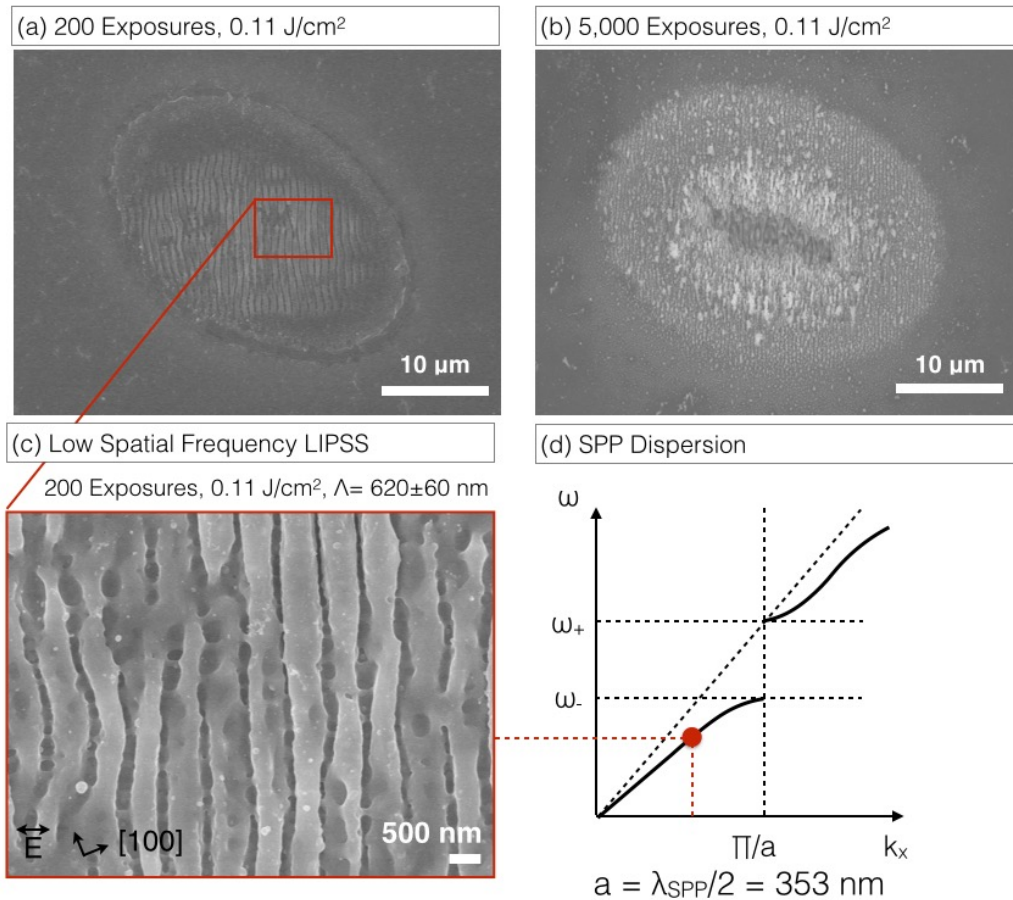 (a) 200 Exposures, 0.11 J/cm²
(b) 5,000 Exposures, 0.11 J/cm²
10 µm
10 µm
(c) Low Spatial Frequency LIPSS
(d) SPP Dispersion
200 Exposures, 0.11 J/cm², Λ= 620±60 nm
ω
ω₊
ω₋
E
[100]
500 nm
∏/a
kₓ
a = λSPP/2 = 353 nm